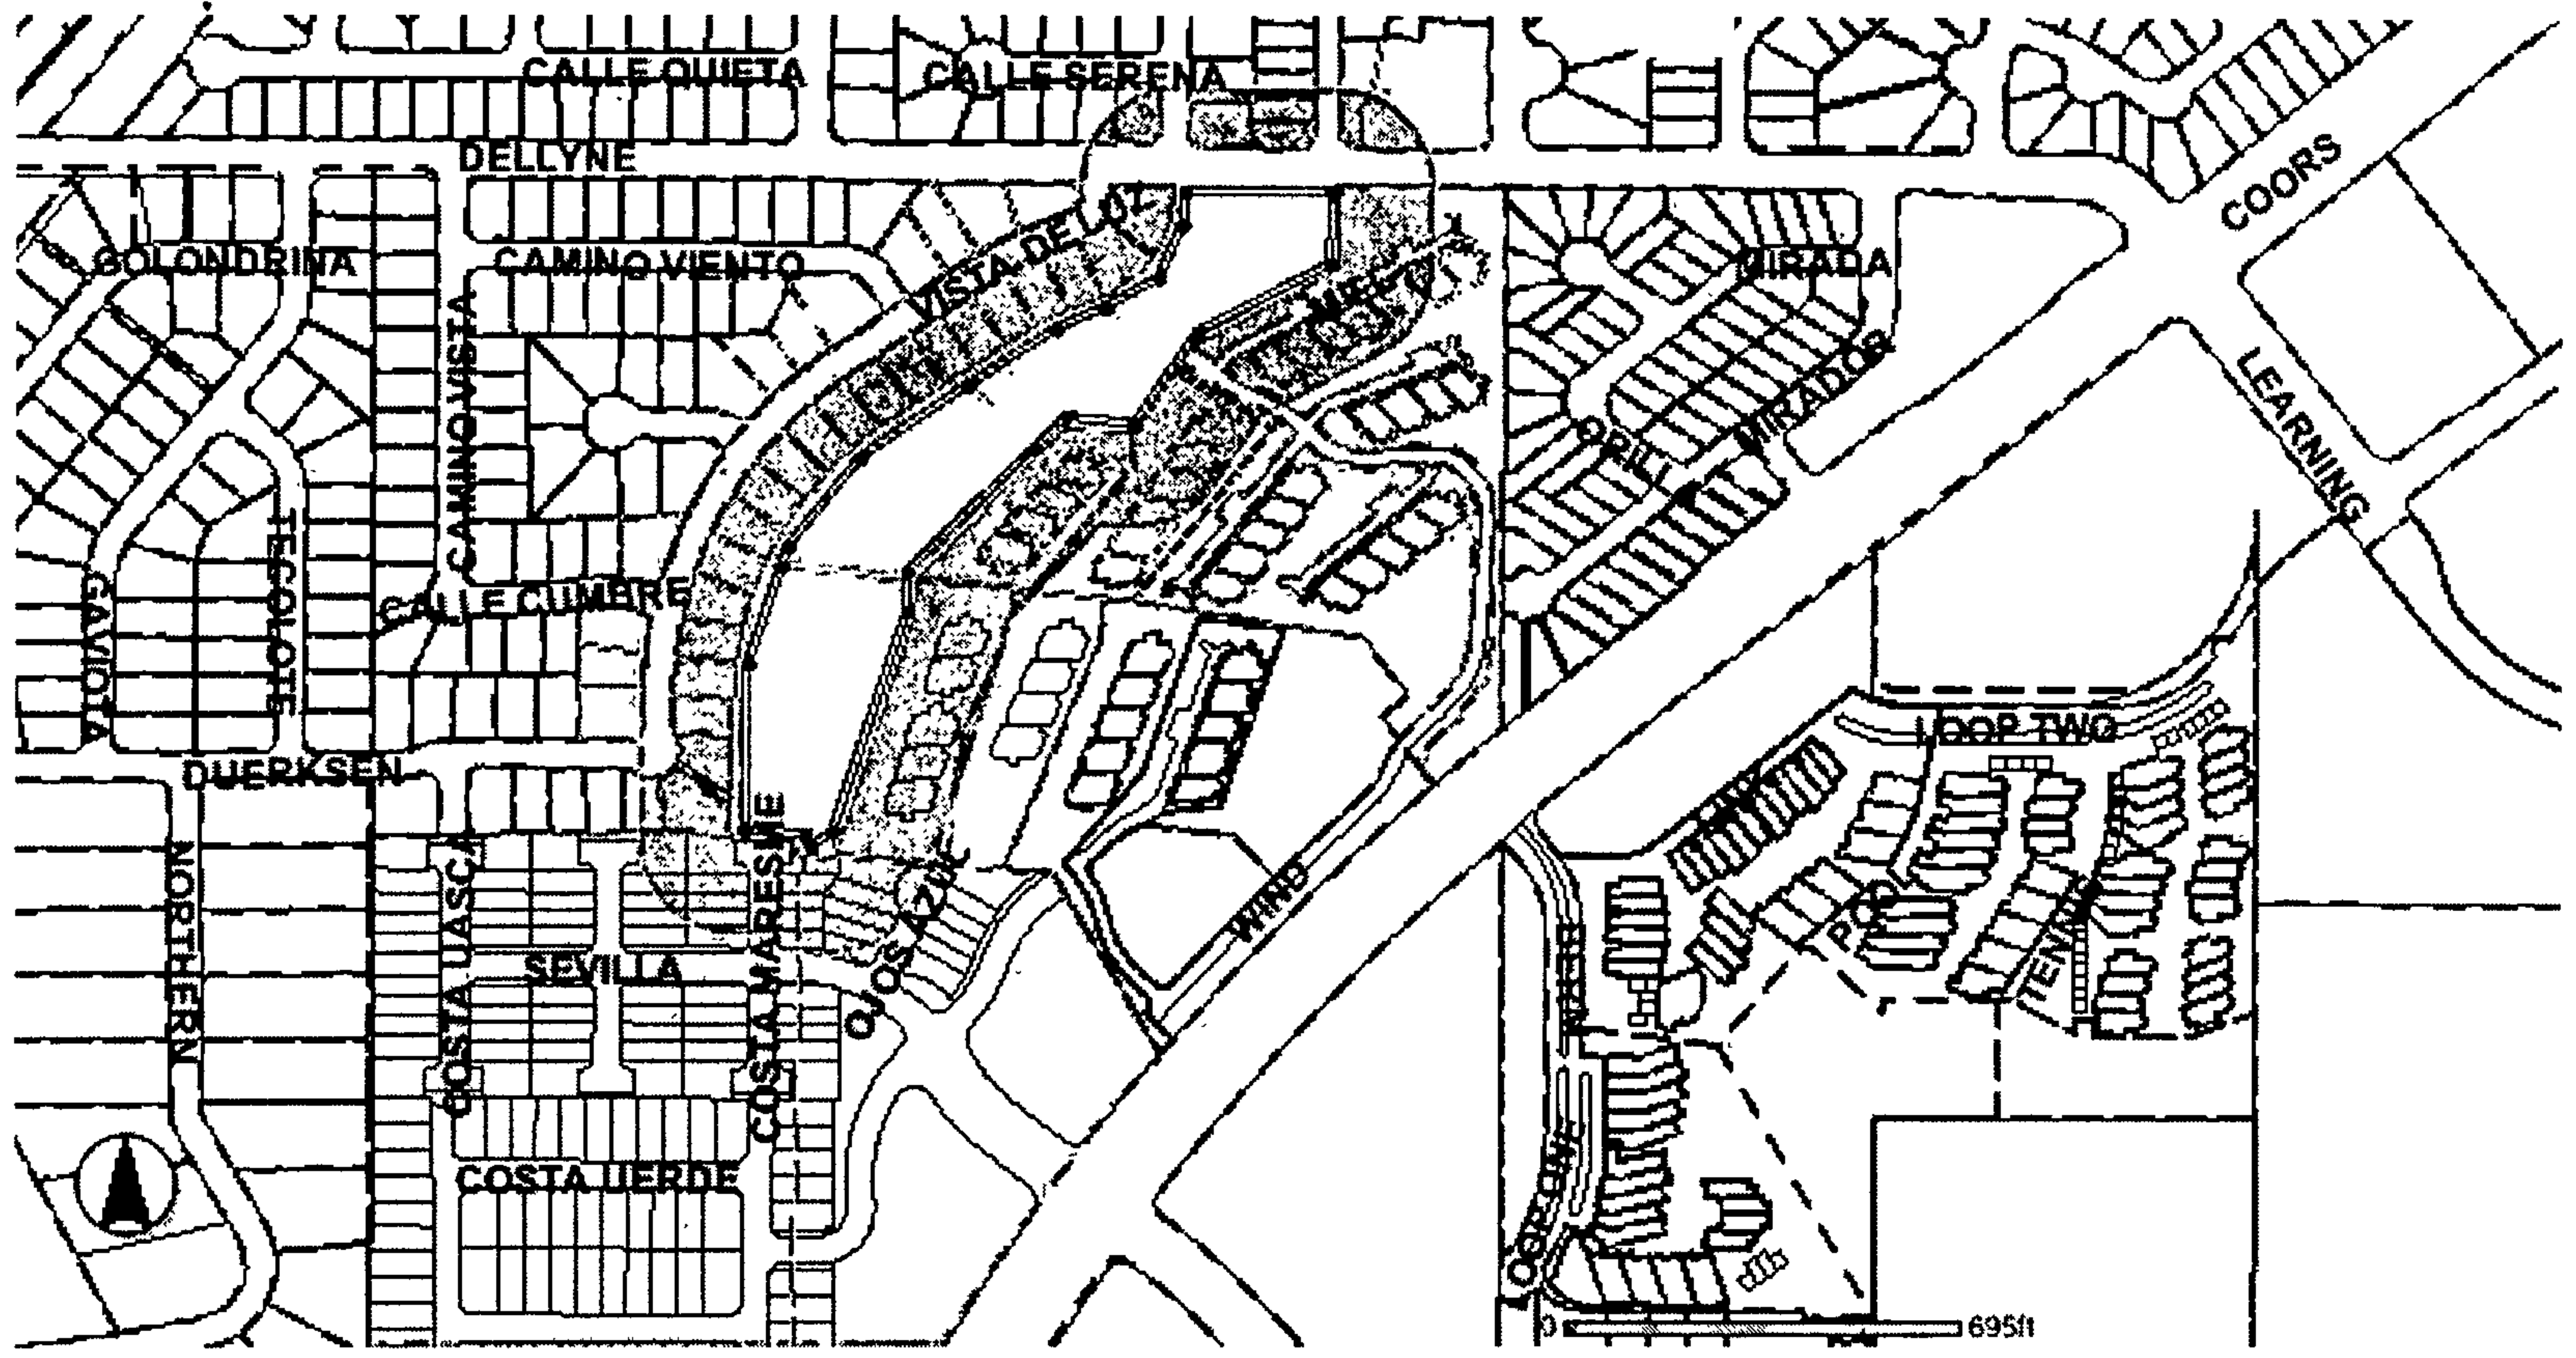 CALLE QUIETA
CALLE SERENA
DELLYNE
COORS
VISTA DE LUZ
GOLONDRINA
CAMINO VIENTO
MIRADA
CAMINO VISTA
MIRADOR
LEARNING
TECOLOTE
GAVIOTA
CALLE CUMBRE
LOOP TWO
DUERKSEN
NORTHERN
COSTA UASCA
COSTA MARESME
OJOS AZUL
WIND
POOL
TENNIS
SEVILLA
COSTA UERDE
LOOP ONE
0
695ft